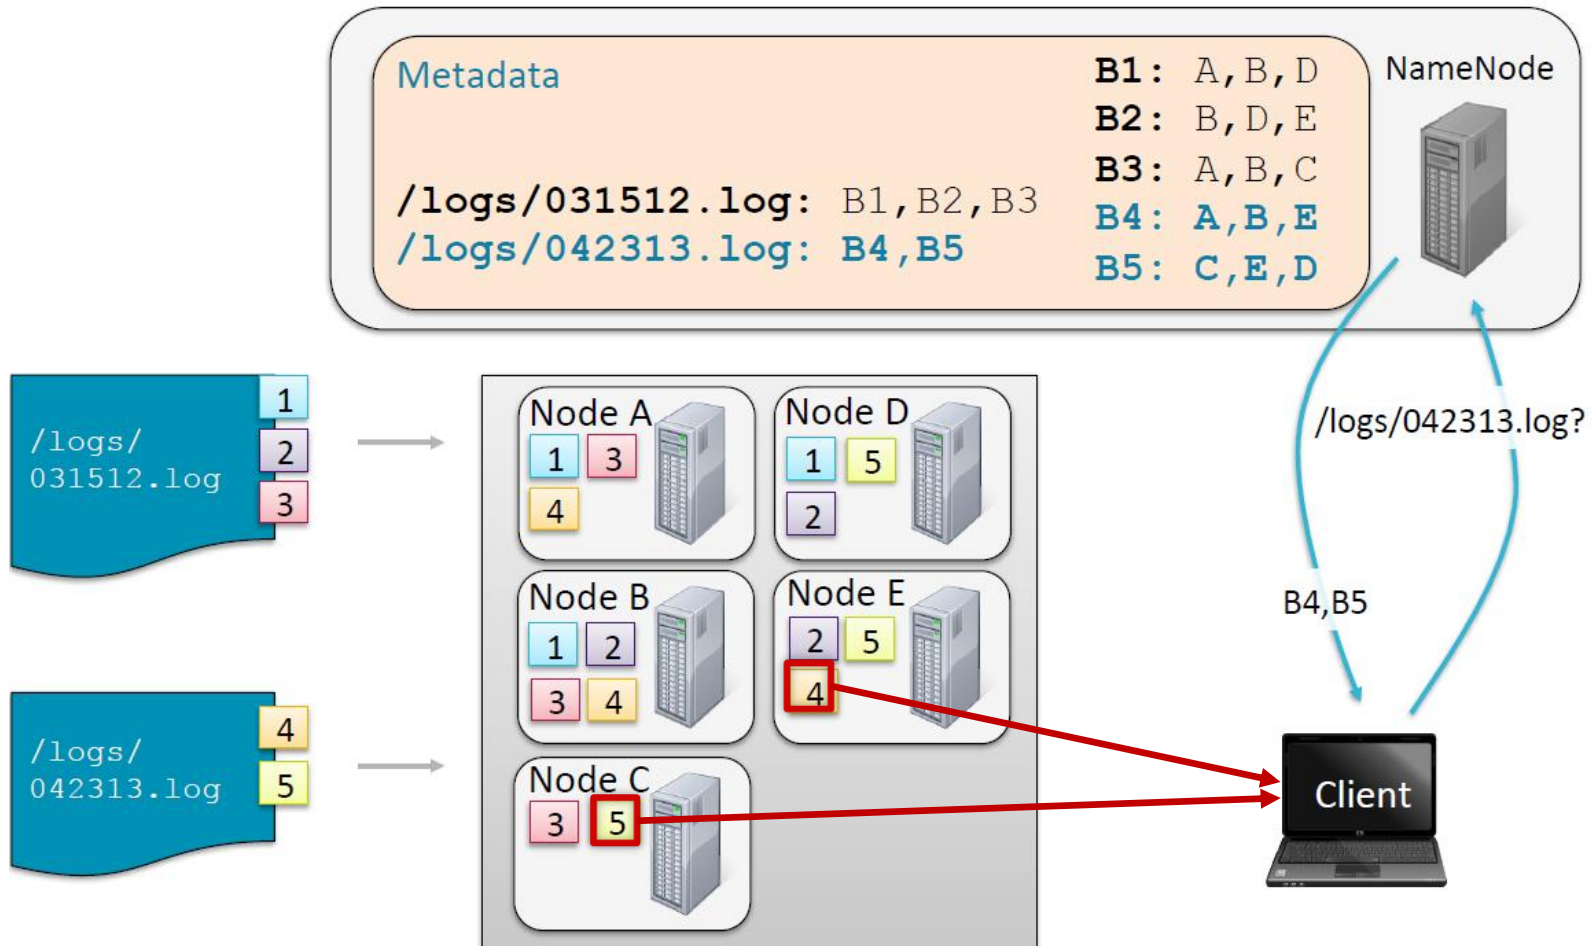 Metadata
B1: A,B,D
B2: B,D,E
B3: A,B,C
B4: A,B,E
B5: C,E,D
/logs/031512.log: B1,B2,B3
/logs/042313.log: B4,B5
NameNode
/logs/
031512.log
1
2
3
/logs/
042313.log
4
5
Node A
1 3
4
Node D
1 5
2
Node B
1 2
3 4
Node E
2 5
4
Node C
3 5
/logs/042313.log?
B4,B5
Client